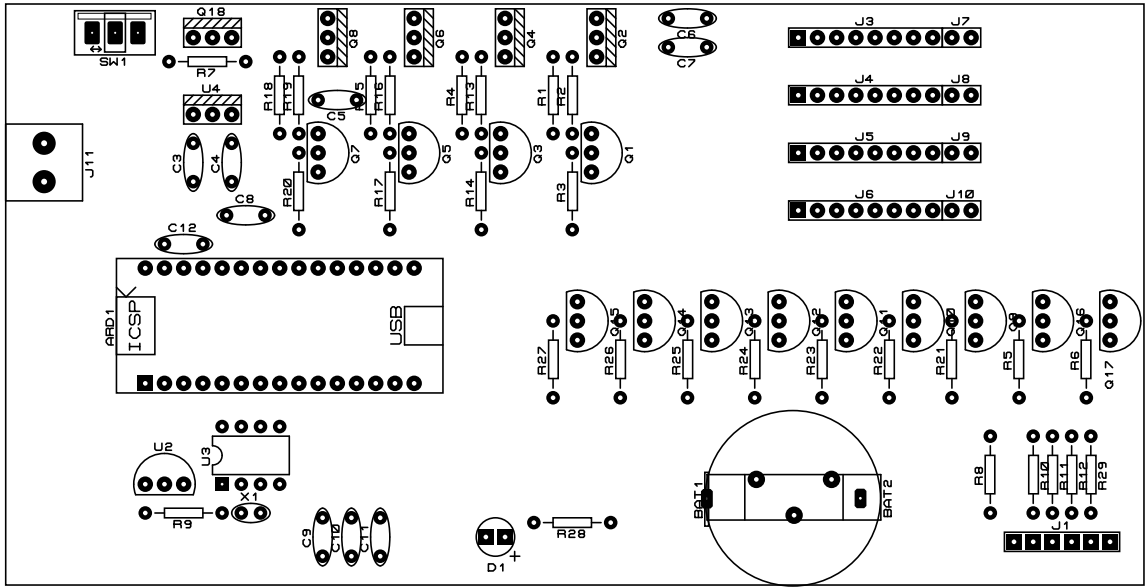 SW1
Q18
Q8
Q6
Q4
Q2
C6
C7
J3
J7
R7
R18
R19
R16
R4
R13
R1
R2
U4
C5
J4
J8
J11
C3
C4
Q7
Q5
Q3
Q1
J5
J9
R20
R17
R14
R3
C8
J6
J10
C12
ARD1
ICSP
USB
Q15
Q14
Q13
Q12
Q11
Q10
Q9
Q16
Q17
R27
R26
R25
R24
R23
R22
R21
R5
R6
U2
U3
X1
R9
C9
C10
C11
D1
+
R28
BAT1
BAT2
R8
R10
R11
R12
R29
J1